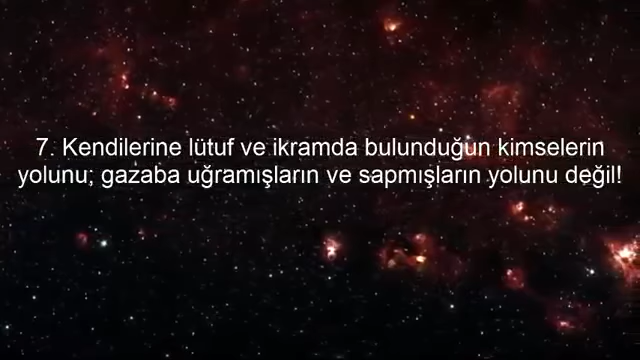 7. Kendilerine lütuf ve ikramda bulunduğun kimselerin
yolunu; gazaba uğramışların ve sapmışların yolunu değil!